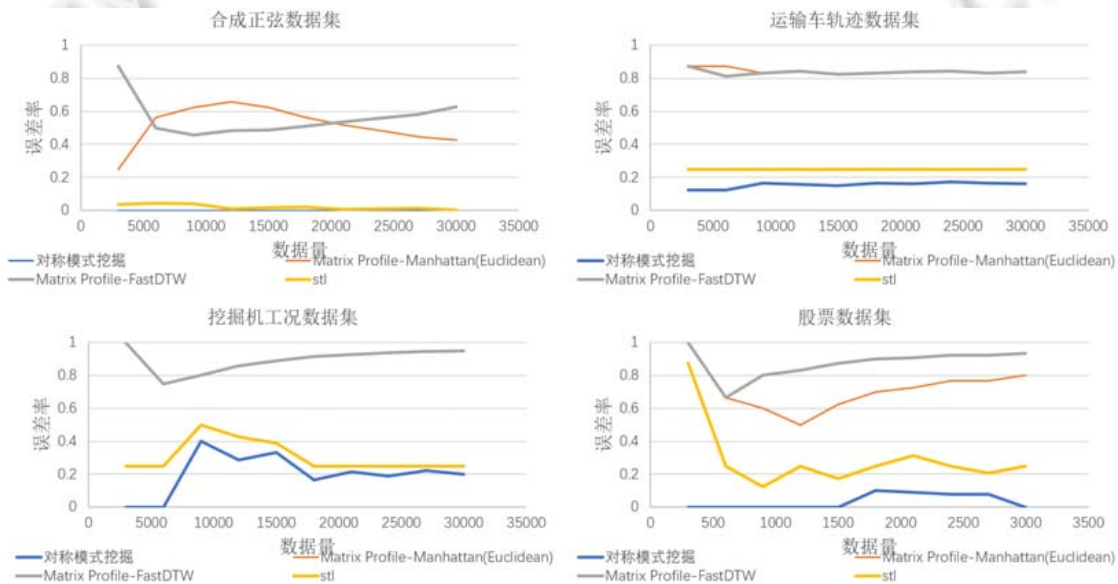 合成正弦数据集
1
0.8
0.6
0.4
0.2
0
误差率
0 5000 10000 15000 20000 25000 30000 35000
数据量
对称模式挖掘 Matrix Profile-Manhattan(Euclidean)
Matrix Profile-FastDTW stl
运输车轨迹数据集
1
0.8
0.6
0.4
0.2
0
误差率
0 5000 10000 15000 20000 25000 30000 35000
数据量
对称模式挖掘 Matrix Profile-Manhattan(Euclidean)
Matrix Profile-FastDTW stl
挖掘机工况数据集
1
0.8
0.6
0.4
0.2
0
误差率
0 5000 10000 15000 20000 25000 30000 35000
数据量
对称模式挖掘 Matrix Profile-Manhattan(Euclidean)
Matrix Profile-FastDTW stl
股票数据集
1
0.8
0.6
0.4
0.2
0
误差率
0 500 1000 1500 2000 2500 3000 3500
数据量
对称模式挖掘 Matrix Profile-Manhattan(Euclidean)
Matrix Profile-FastDTW stl